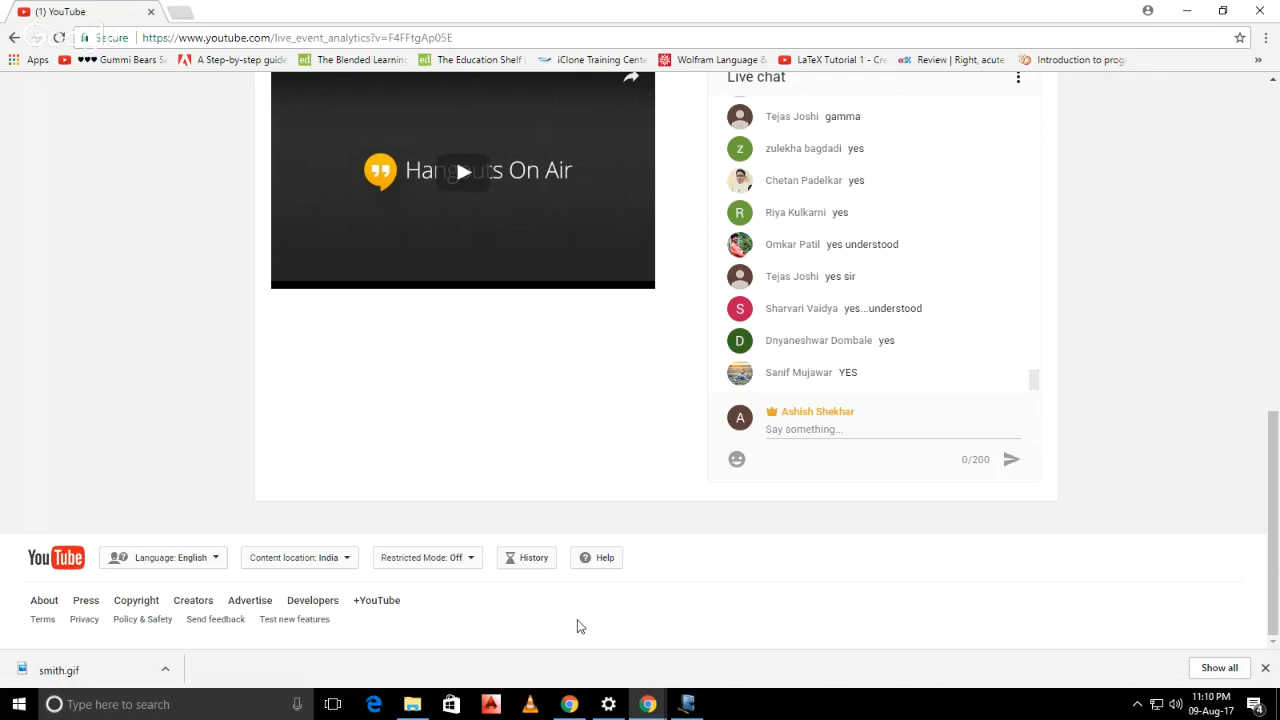 (1) YouTube
Secure https://www.youtube.com/live_event_analytics?v=F4FFtgAp05E
Apps ♥♥♥ Gummi Bears S A Step-by-step guide The Blended Learnin The Education Shelf iClone Training Cente Wolfram Language & LaTeX Tutorial 1 - Cre Review | Right, acute Introduction to prog »
Live chat
Hangouts On Air
Tejas Joshi gamma
zulekha bagdadi yes
Chetan Padelkar yes
Riya Kulkarni yes
Omkar Patil yes understood
Tejas Joshi yes sir
Sharvari Vaidya yes...understood
Dnyaneshwar Dombale yes
Sanif Mujawar YES
Ashish Shekhar
Say something...
0/200
YouTube Language: English Content location: India Restricted Mode: Off History Help
About Press Copyright Creators Advertise Developers +YouTube
Terms Privacy Policy & Safety Send feedback Test new features
smith.gif Show all
Type here to search
11:10 PM
09-Aug-17
4